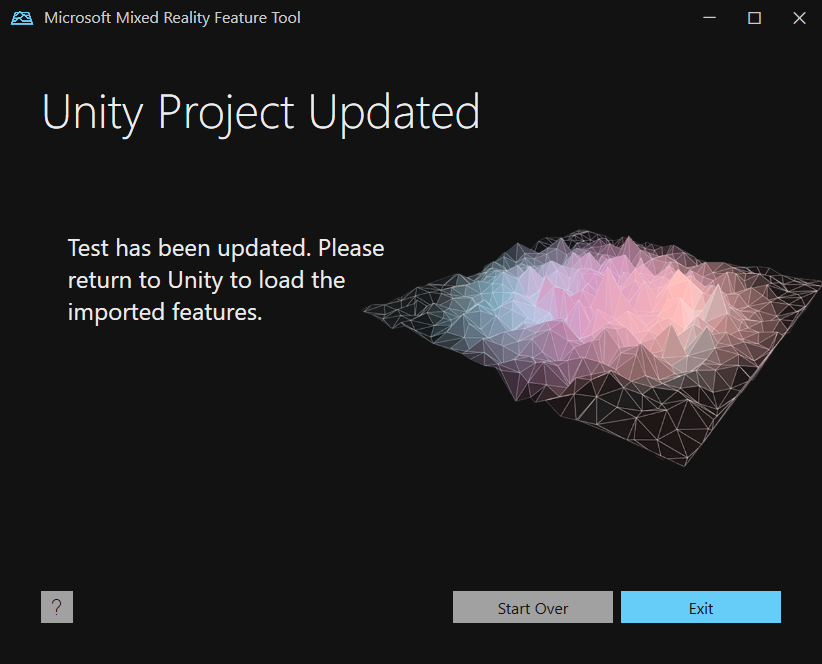 Microsoft Mixed Reality Feature Tool
Unity Project Updated
Test has been updated. Please
return to Unity to load the
imported features.
?
Start Over
Exit